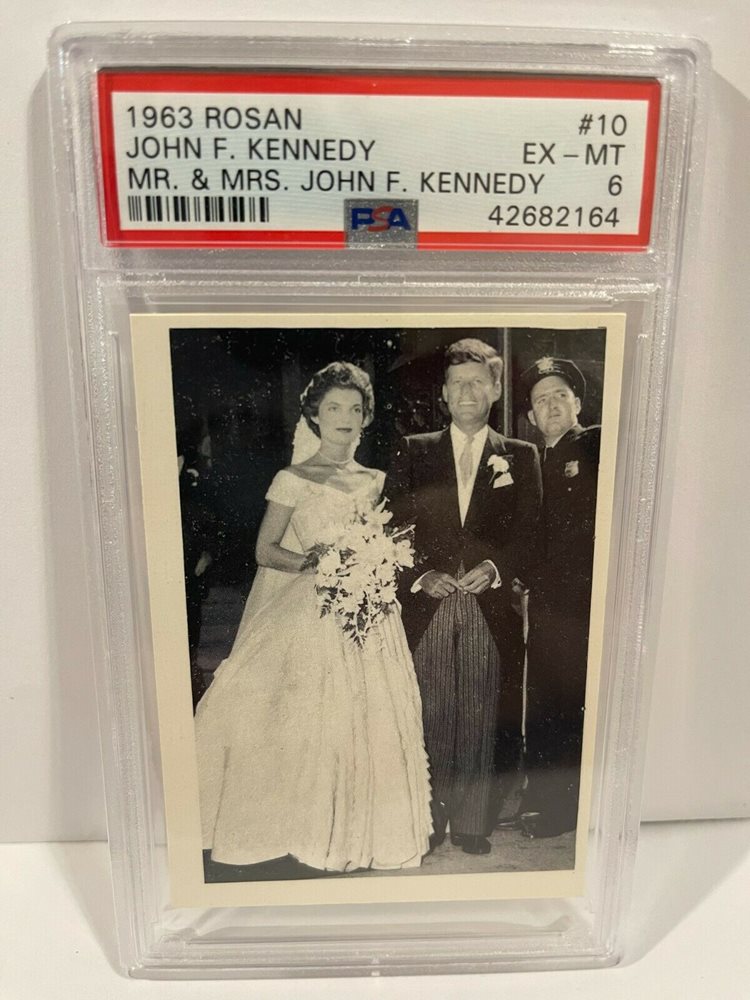 1963 ROSAN #10
JOHN F. KENNEDY EX – MT
MR. & MRS. JOHN F. KENNEDY 6
PSA 42682164